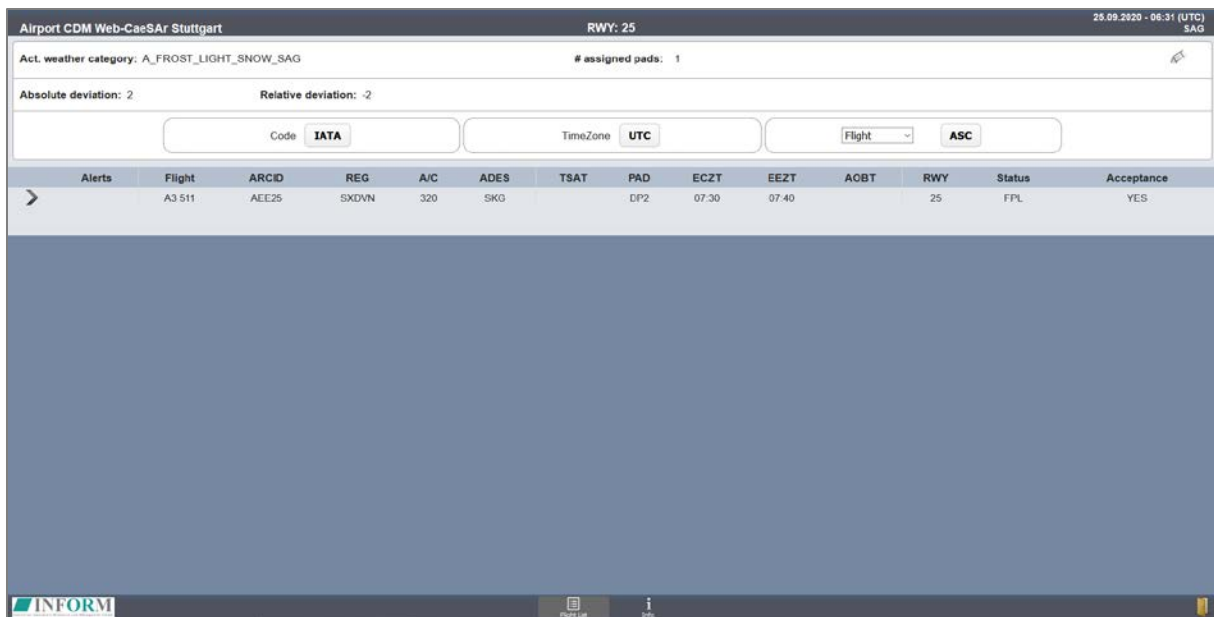 Airport CDM Web-CaeSAr Stuttgart RWY: 25 25.09.2020 - 06:31 (UTC)
SAG
Act. weather category: A_FROST_LIGHT_SNOW_SAG # assigned pads: 1
Absolute deviation: 2 Relative deviation: -2
Code IATA TimeZone UTC Flight ASC
Alerts Flight ARCID REG A/C ADES TSAT PAD ECZT EEZT AOBT RWY Status Acceptance
A3 511 AEE25 SXDVN 320 SKG DP2 07:30 07:40 25 FPL YES
INFORM
Flight List Info